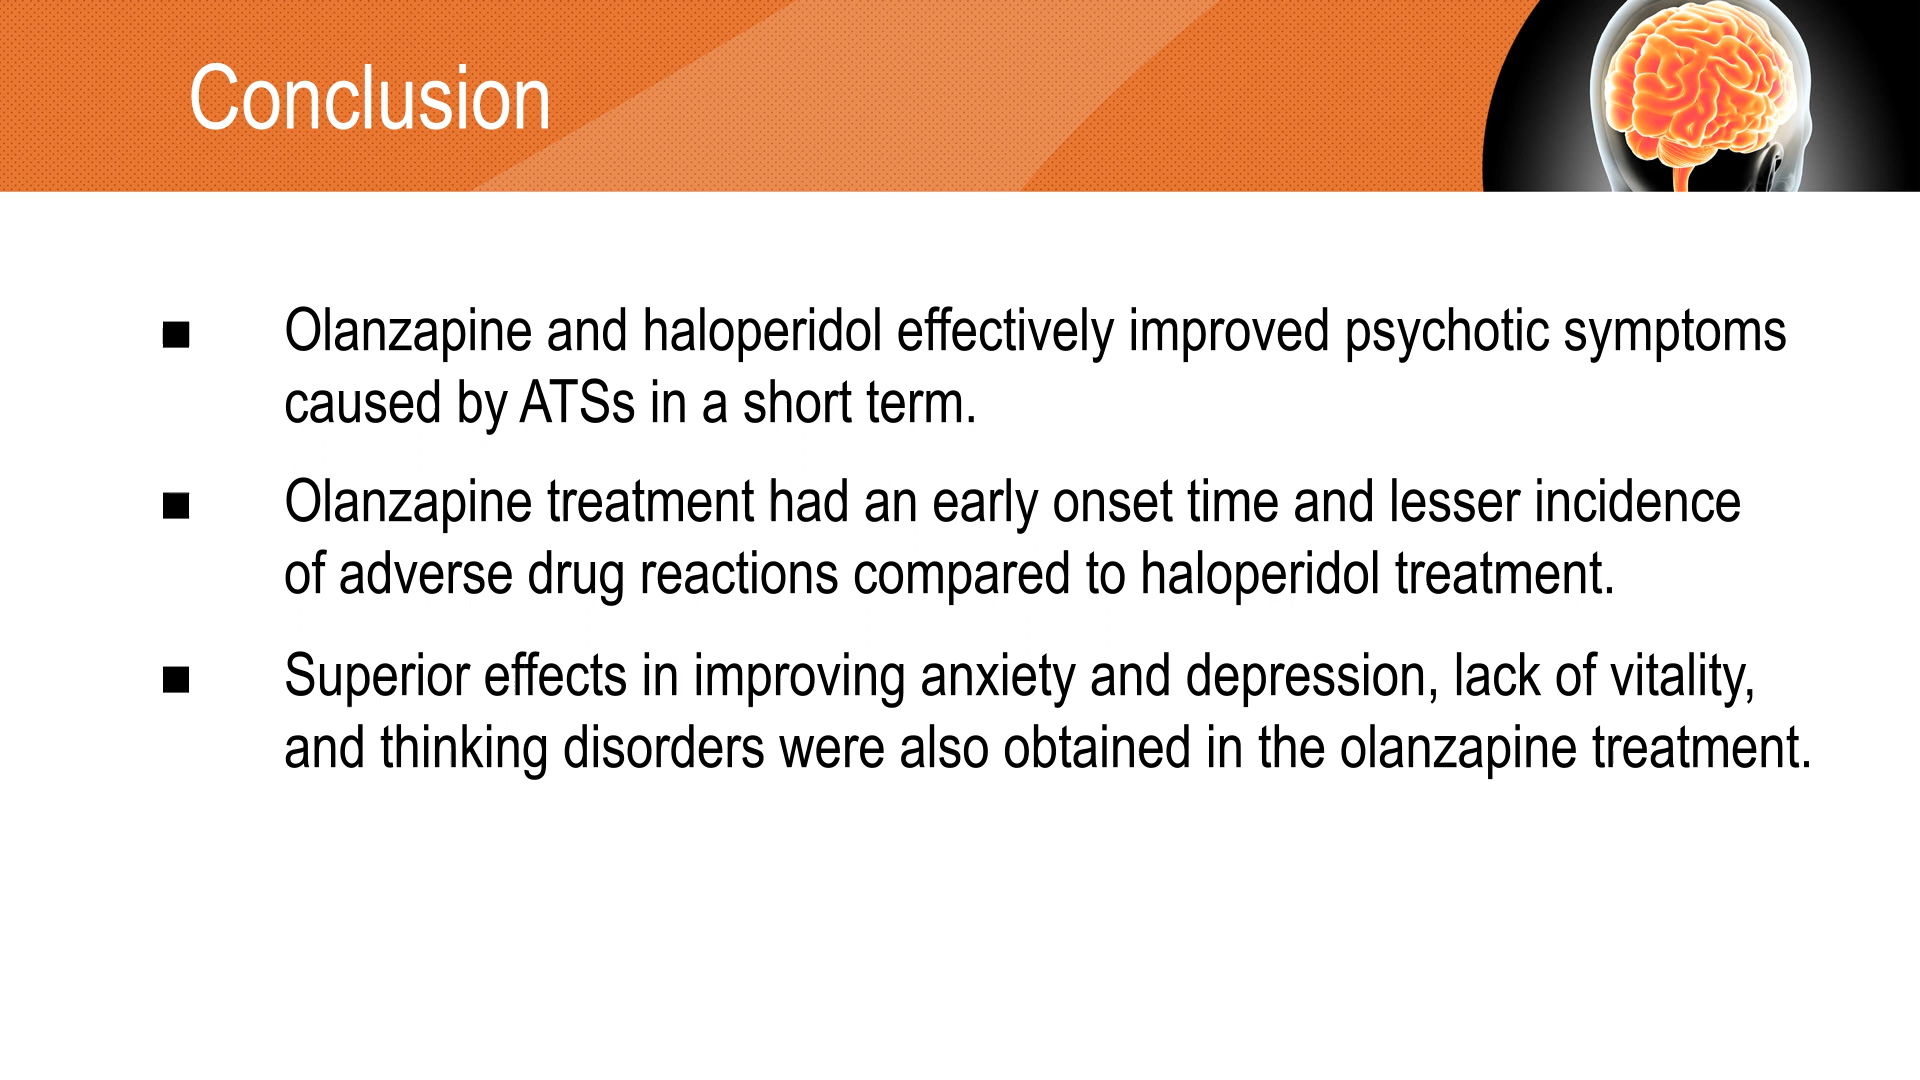 Conclusion
■ Olanzapine and haloperidol effectively improved psychotic symptoms
caused by ATSs in a short term.
■ Olanzapine treatment had an early onset time and lesser incidence
of adverse drug reactions compared to haloperidol treatment.
■ Superior effects in improving anxiety and depression, lack of vitality,
and thinking disorders were also obtained in the olanzapine treatment.